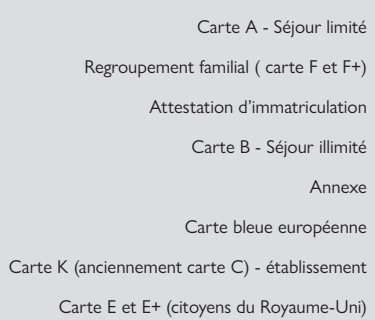 Carte A - Séjour limité
Regroupement familial ( carte F et F+)
Attestation d'immatriculation
Carte B - Séjour illimité
Annexe
Carte bleue européenne
Carte K (anciennement carte C) - établissement
Carte E et E+ (citoyens du Royaume-Uni)